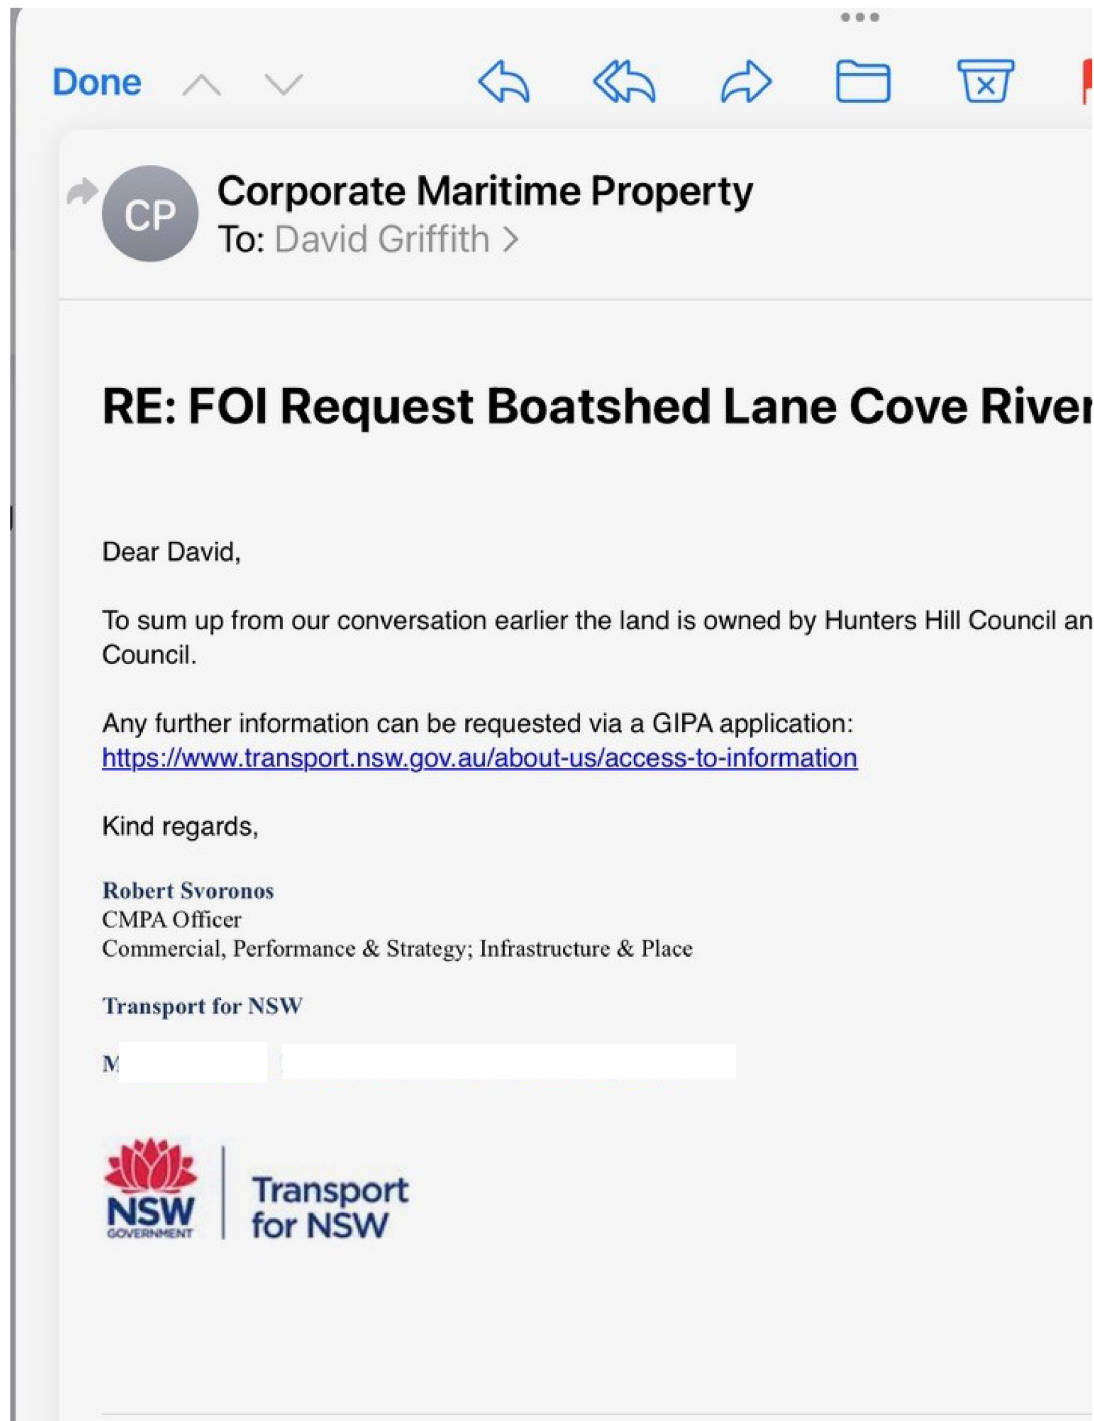 Done
CP
Corporate Maritime Property
To: David Griffith
RE: FOI Request Boatshed Lane Cove River
Dear David,
To sum up from our conversation earlier the land is owned by Hunters Hill Council an
Council.
Any further information can be requested via a GIPA application:
https://www.transport.nsw.gov.au/about-us/access-to-information
Kind regards,
Robert Svoronos
CMPA Officer
Commercial, Performance & Strategy; Infrastructure & Place
Transport for NSW
M
NSW
GOVERNMENT
Transport
for NSW